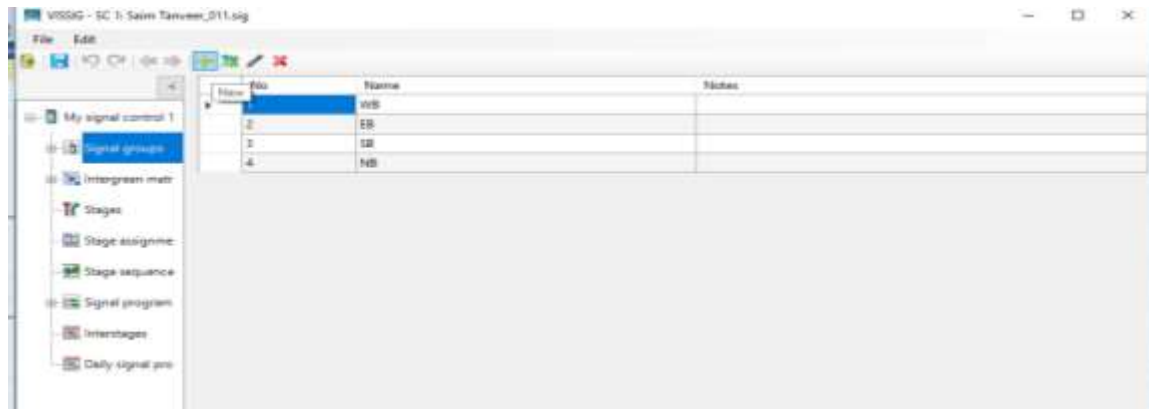 VISSIG - SC 1: Saim Tanveer_011.sig
File Edit
New
No Name Notes
1 WB
2 EB
3 SB
4 NB
My signal control 1
Signal groups
Intergreen matr
Stages
Stage assignme
Stage sequence
Signal program
Interstages
Daily signal pro